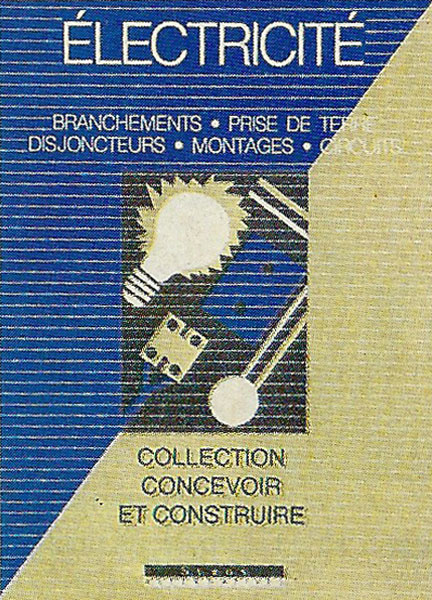 ÉLECTRICITÉ
BRANCHEMENTS • PRISE DE TERRE
DISJONCTEURS • MONTAGES • CIRCUITS
COLLECTION
CONCEVOIR
ET CONSTRUIRE